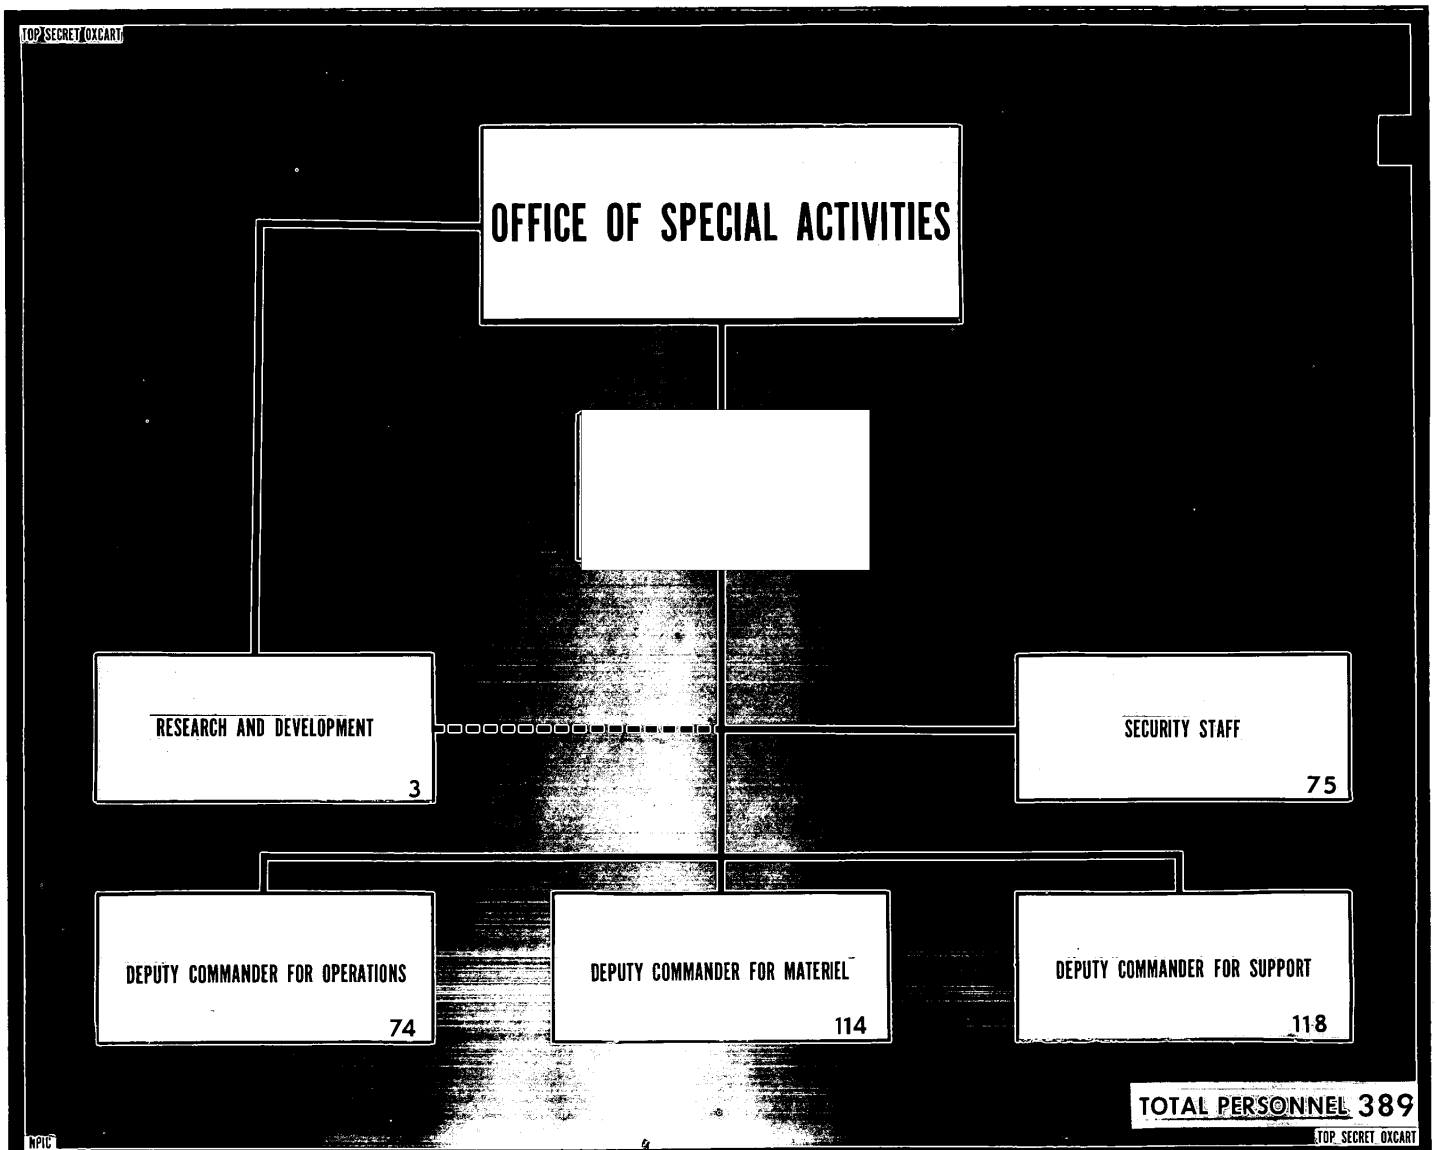 TOP SECRET OXCART
OFFICE OF SPECIAL ACTIVITIES
RESEARCH AND DEVELOPMENT
3
SECURITY STAFF
75
DEPUTY COMMANDER FOR OPERATIONS
74
DEPUTY COMMANDER FOR MATERIEL
114
DEPUTY COMMANDER FOR SUPPORT
118
TOTAL PERSONNEL 389
NPIC
TOP SECRET OXCART